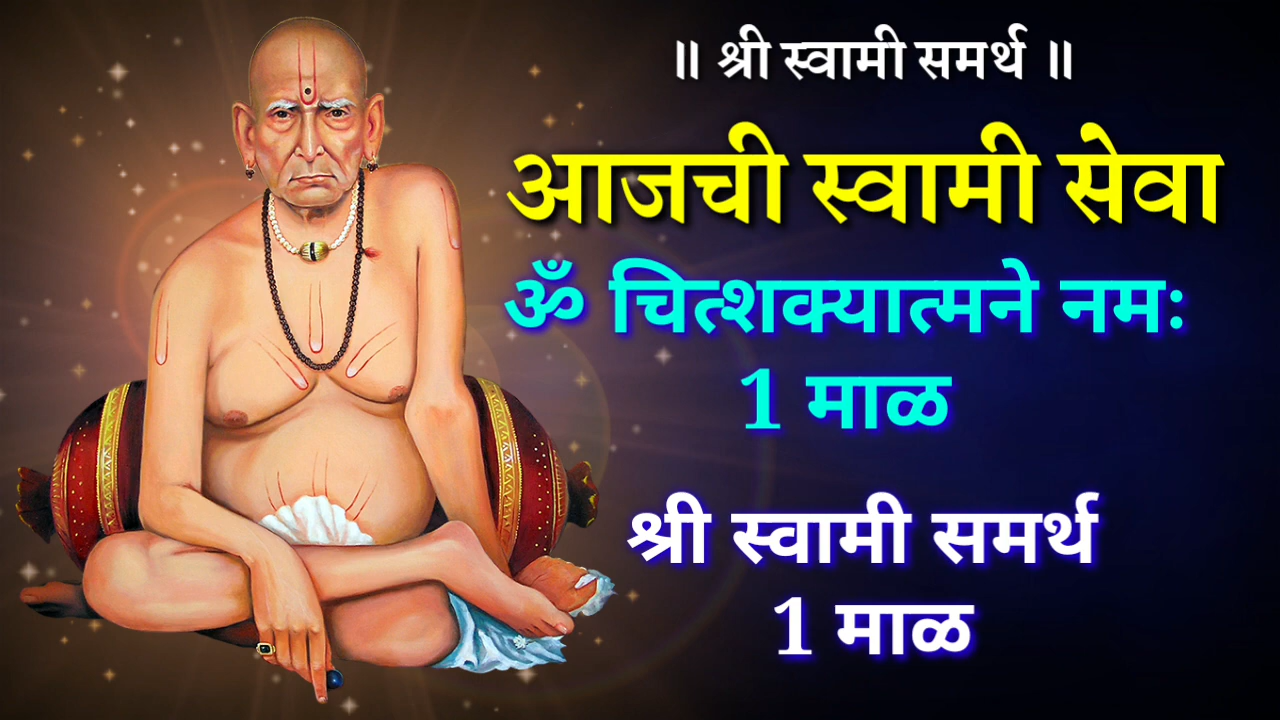 ॥ श्री स्वामी समर्थ ॥
आजची स्वामी सेवा
ॐ चित्शक्यात्मने नमः
1 माळ
श्री स्वामी समर्थ
1 माळ